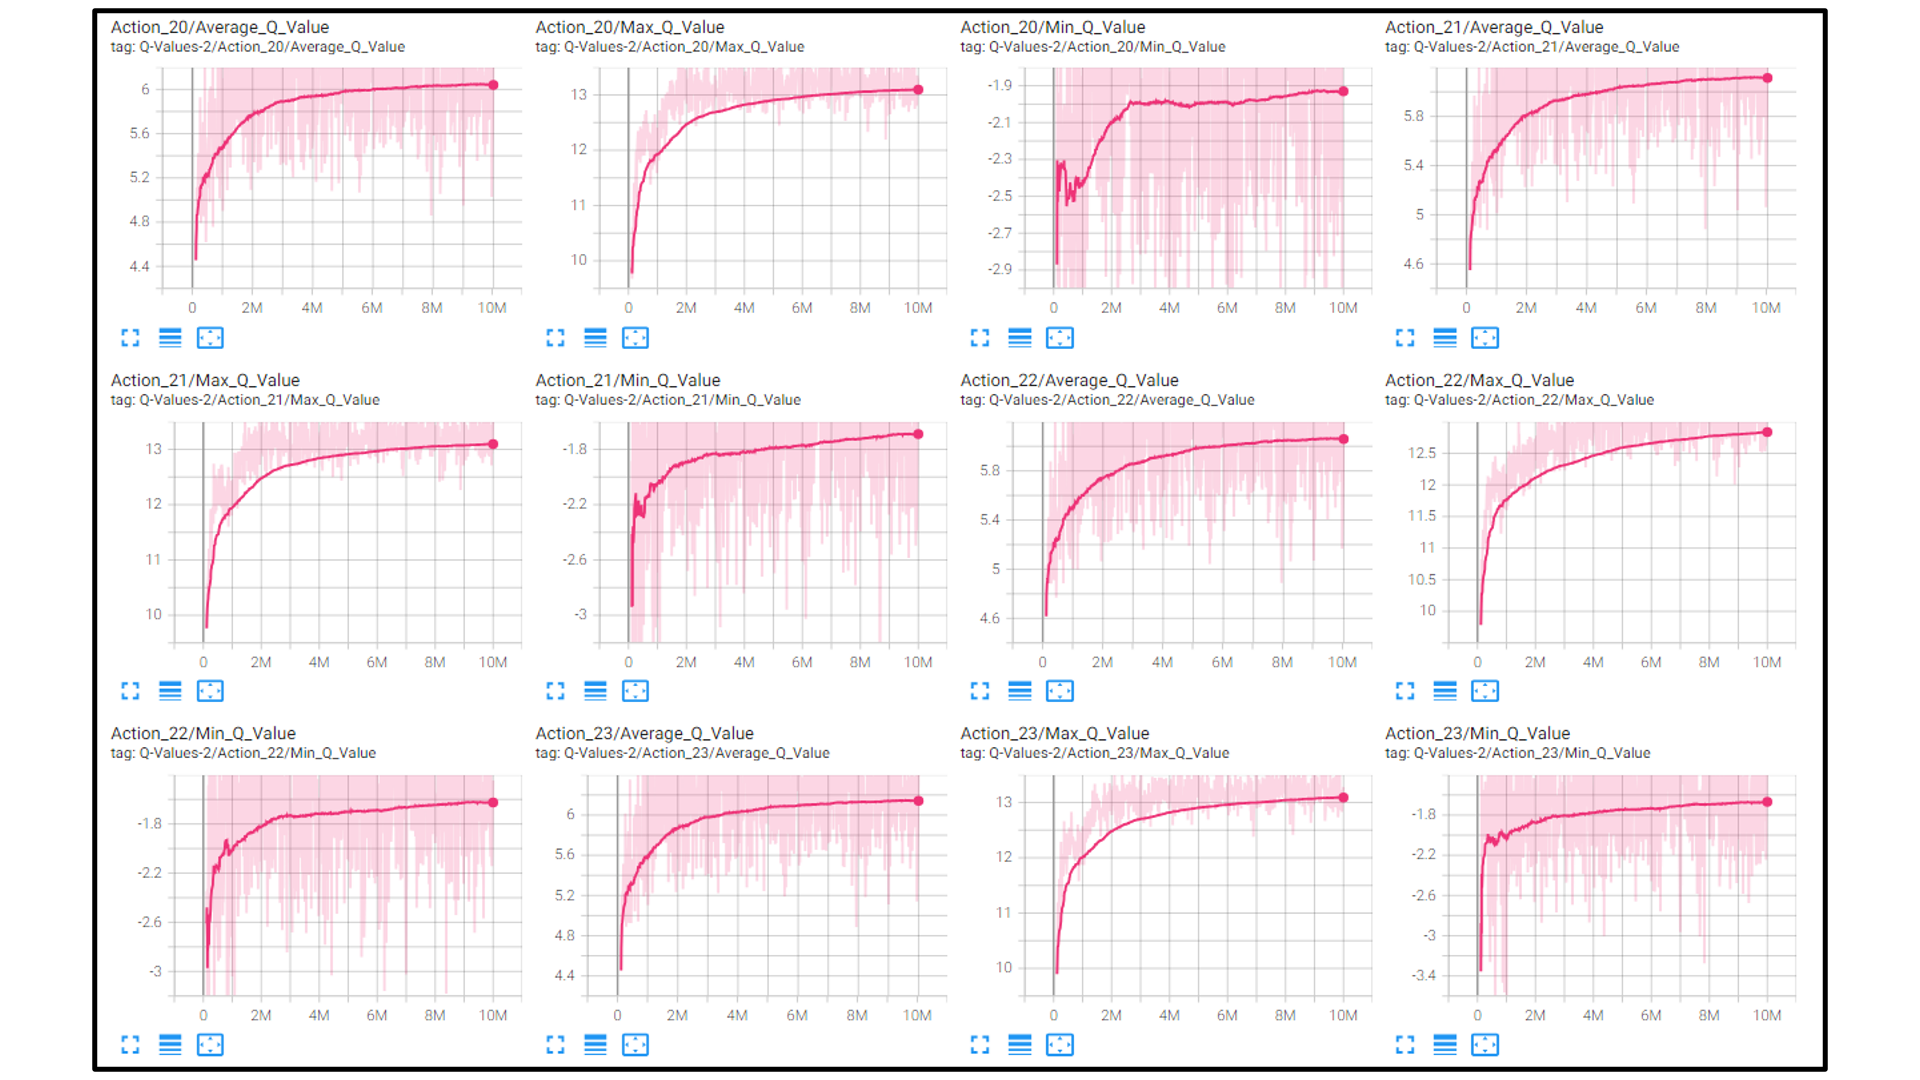 Action_20/Average_Q_Value
tag: Q-Values-2/Action_20/Average_Q_Value
6
5.6
5.2
4.8
4.4
0 2M 4M 6M 8M 10M
Action_20/Max_Q_Value
tag: Q-Values-2/Action_20/Max_Q_Value
13
12
11
10
0 2M 4M 6M 8M 10M
Action_20/Min_Q_Value
tag: Q-Values-2/Action_20/Min_Q_Value
-1.9
-2.1
-2.3
-2.5
-2.7
-2.9
0 2M 4M 6M 8M 10M
Action_21/Average_Q_Value
tag: Q-Values-2/Action_21/Average_Q_Value
5.8
5.4
5
4.6
0 2M 4M 6M 8M 10M
Action_21/Max_Q_Value
tag: Q-Values-2/Action_21/Max_Q_Value
13
12
11
10
0 2M 4M 6M 8M 10M
Action_21/Min_Q_Value
tag: Q-Values-2/Action_21/Min_Q_Value
-1.8
-2.2
-2.6
-3
0 2M 4M 6M 8M 10M
Action_22/Average_Q_Value
tag: Q-Values-2/Action_22/Average_Q_Value
5.8
5.4
5
4.6
0 2M 4M 6M 8M 10M
Action_22/Max_Q_Value
tag: Q-Values-2/Action_22/Max_Q_Value
12.5
12
11.5
11
10.5
10
0 2M 4M 6M 8M 10M
Action_22/Min_Q_Value
tag: Q-Values-2/Action_22/Min_Q_Value
-1.8
-2.2
-2.6
-3
0 2M 4M 6M 8M 10M
Action_23/Average_Q_Value
tag: Q-Values-2/Action_23/Average_Q_Value
6
5.6
5.2
4.8
4.4
0 2M 4M 6M 8M 10M
Action_23/Max_Q_Value
tag: Q-Values-2/Action_23/Max_Q_Value
13
12
11
10
0 2M 4M 6M 8M 10M
Action_23/Min_Q_Value
tag: Q-Values-2/Action_23/Min_Q_Value
-1.8
-2.2
-2.6
-3
-3.4
0 2M 4M 6M 8M 10M